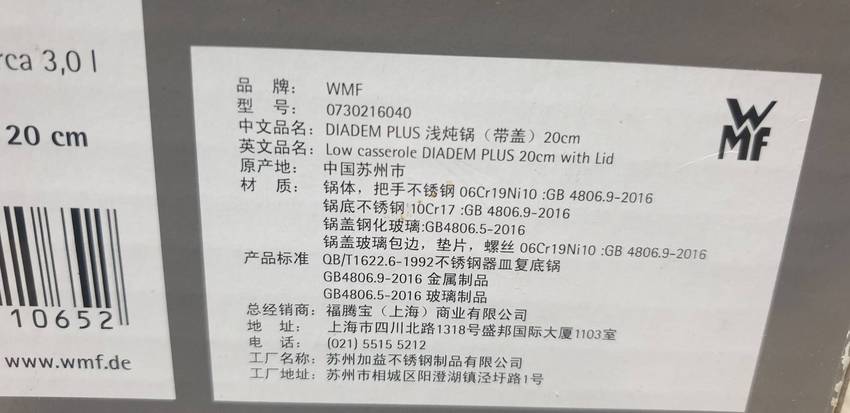 rca 3,0 l
20 cm
10652
www.wmf.de
WMF
品 牌: WMF
型 号: 0730216040
中文品名: DIADEM PLUS 浅炖锅（带盖）20cm
英文品名: Low casserole DIADEM PLUS 20cm with Lid
原产地: 中国苏州市
材 质: 锅体，把手不锈钢 06Cr19Ni10 :GB 4806.9-2016
锅底不锈钢:10Cr17 :GB 4806.9-2016
锅盖钢化玻璃:GB4806.5-2016
锅盖玻璃包边，垫片，螺丝 06Cr19Ni10 :GB 4806.9-2016
产品标准 QB/T1622.6-1992不锈钢器皿复底锅
GB4806.9-2016 金属制品
GB4806.5-2016 玻璃制品
总经销商: 福腾宝（上海）商业有限公司
地 址: 上海市四川北路1318号盛邦国际大厦1103室
电 话: (021) 5515 5212
工厂名称: 苏州加益不锈钢制品有限公司
工厂地址: 苏州市相城区阳澄湖镇泾圩路1号